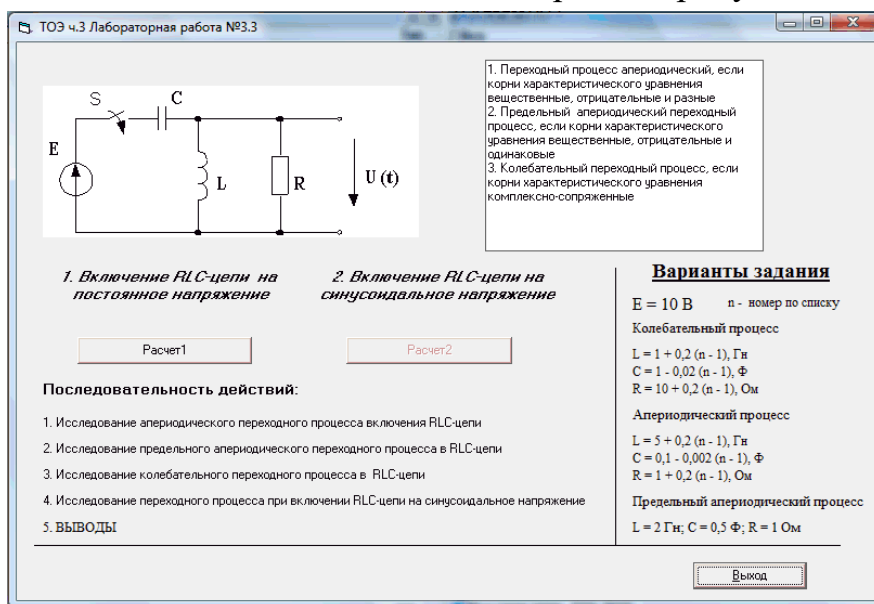 ТОЭ ч.3 Лабораторная работа №3.3
S
C
E
L
R
U (t)
1. Переходный процесс апериодический, если
корни характеристического уравнения
вещественные, отрицательные и разные
2. Предельный апериодический переходный
процесс, если корни характеристического
уравнения вещественные, отрицательные и
одинаковые
3. Колебательный переходный процесс, если
корни характеристического уравнения
комплексно-сопряженные
1. Включение RLC-цепи на
постоянное напряжение
2. Включение RLC-цепи на
синусоидальное напряжение
Расчет1
Расчет2
Последовательность действий:
1. Исследование апериодического переходного процесса включения RLC-цепи
2. Исследование предельного апериодического переходного процесса в RLC-цепи
3. Исследование колебательного переходного процесса в RLC-цепи
4. Исследование переходного процесса при включении RLC-цепи на синусоидальное напряжение
5. ВЫВОДЫ
Варианты задания
E = 10 В n - номер по списку
Колебательный процесс
L = 1 + 0,2 (n - 1), Гн
C = 1 - 0,02 (n - 1), Ф
R = 10 + 0,2 (n - 1), Ом
Апериодический процесс
L = 5 + 0,2 (n - 1), Гн
C = 0,1 - 0,002 (n - 1), Ф
R = 1 + 0,2 (n - 1), Ом
Предельный апериодический процесс
L = 2 Гн; C = 0,5 Ф; R = 1 Ом
Выход